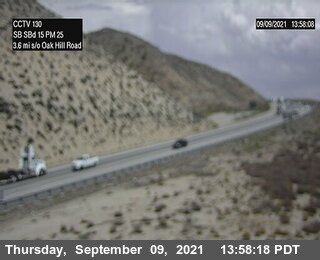 CCTV 130
SB SBd 15 PM 25
3.6 mi s/o Oak Hill Road
09/09/2021 13:58:08
Thursday, September 09, 2021 13:58:18 PDT